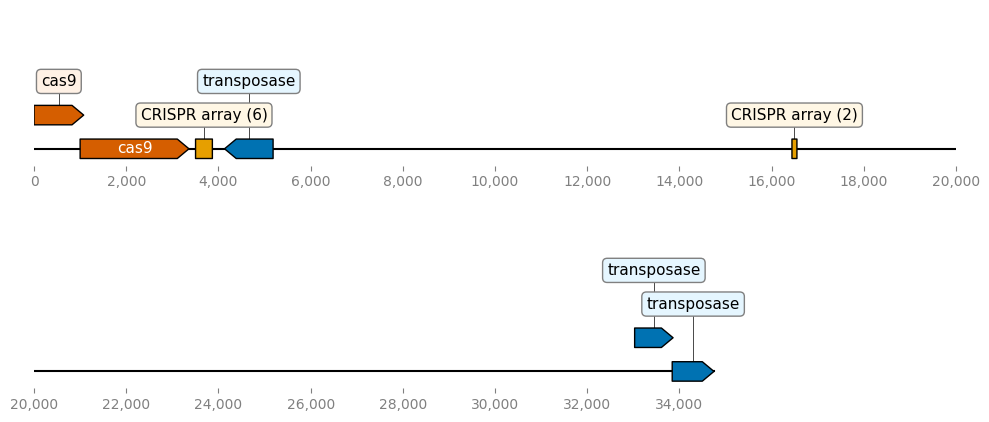 cas9 transposase
CRISPR array (6) CRISPR array (2)
cas9
0 2,000 4,000 6,000 8,000 10,000 12,000 14,000 16,000 18,000 20,000
transposase
transposase
20,000 22,000 24,000 26,000 28,000 30,000 32,000 34,000